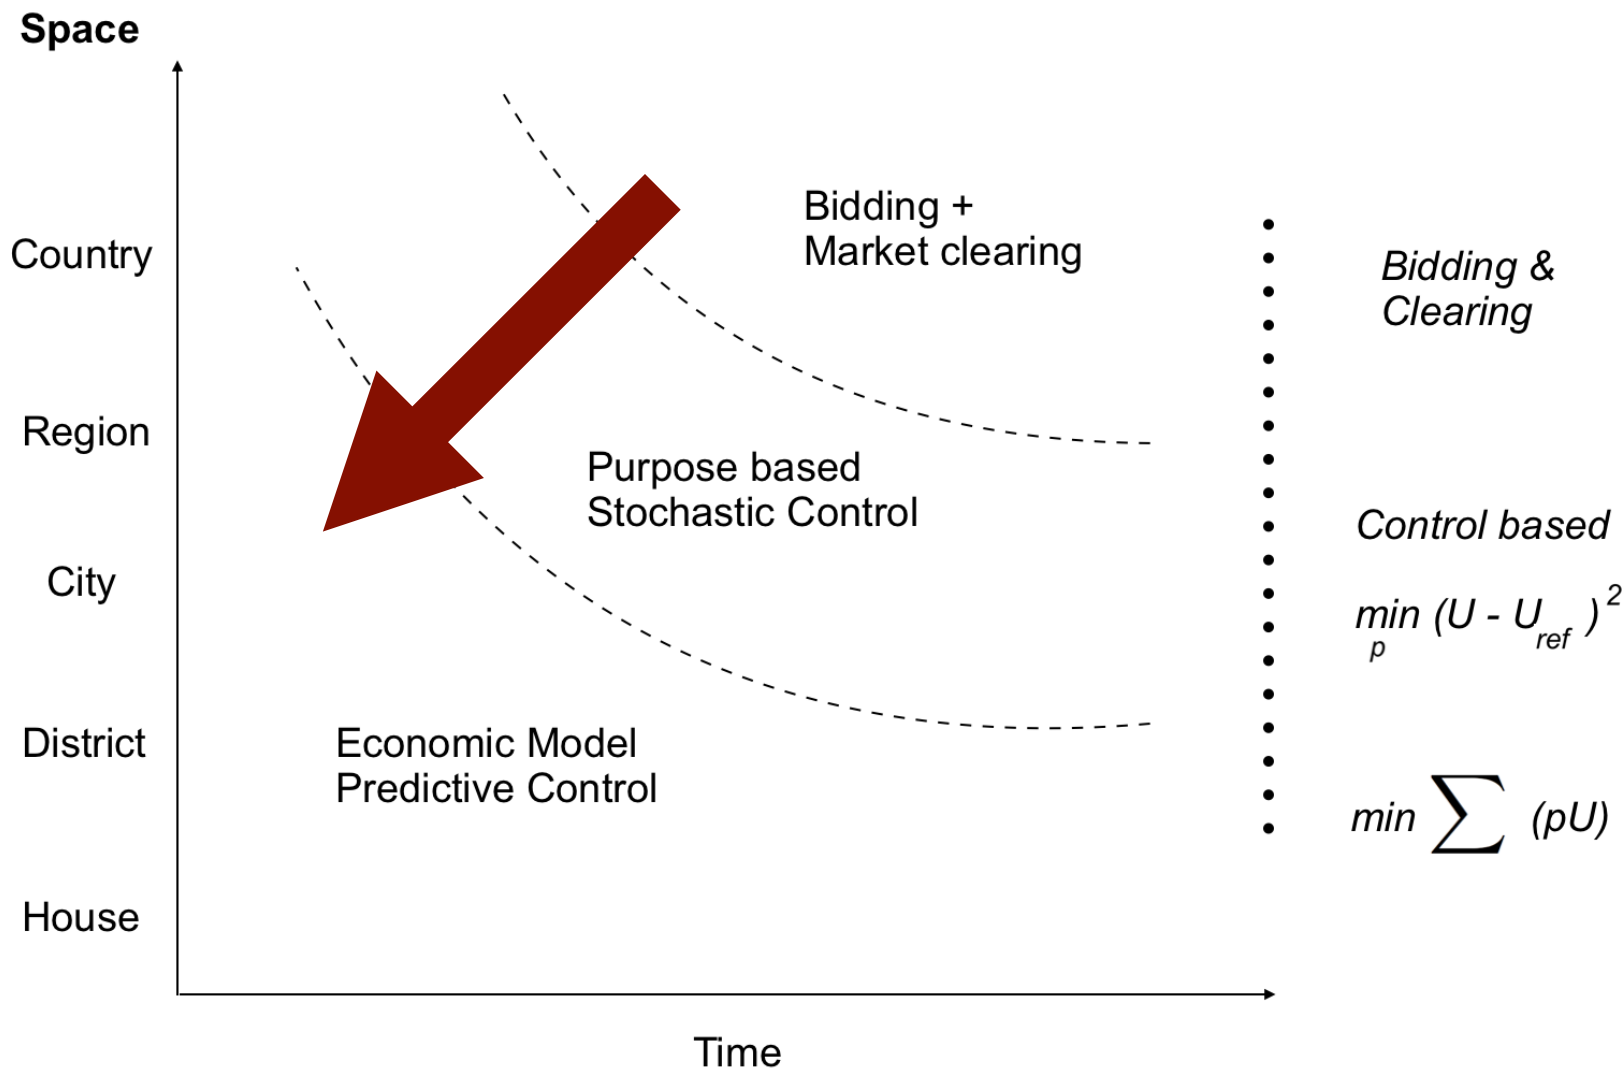 Space
Country
Region
City
District
House
Time
Bidding +
Market clearing
Purpose based
Stochastic Control
Economic Model
Predictive Control
Bidding &
Clearing
Control based
min (U - U_ref )²
p
min ∑ (pU)